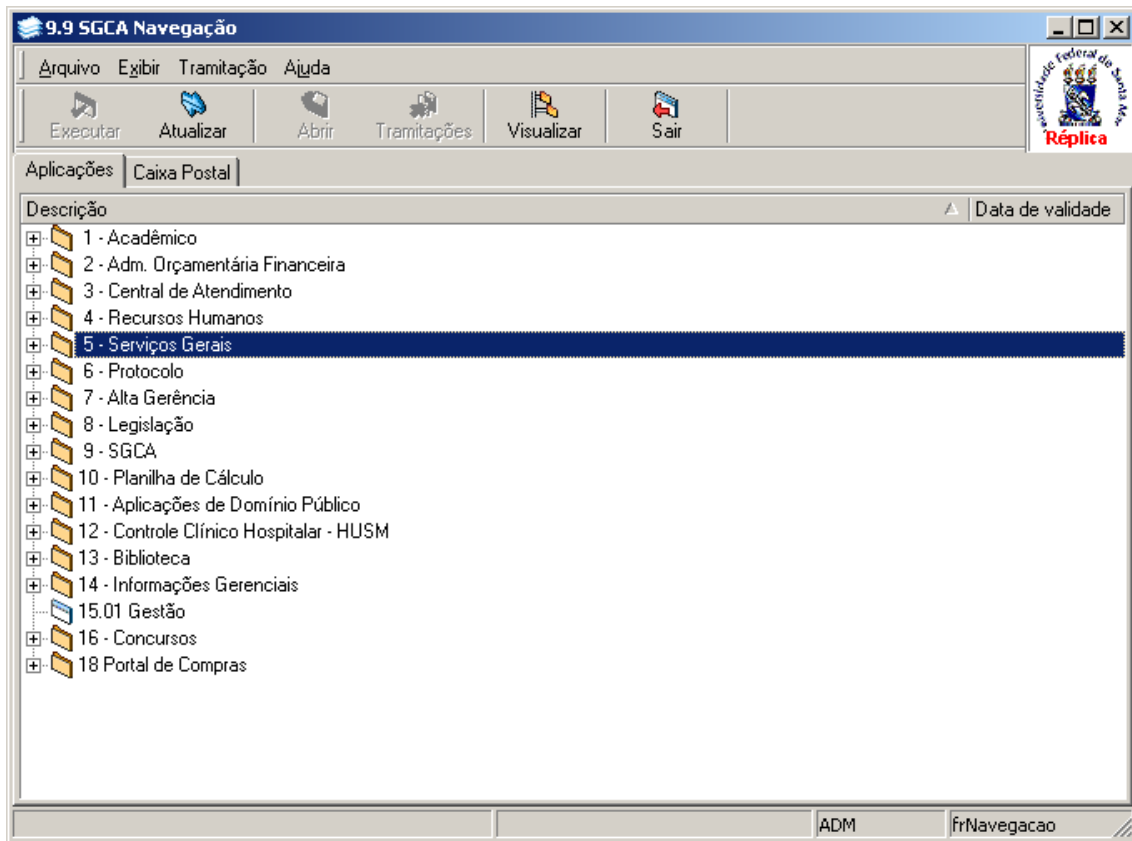 9.9 SGCA Navegação
Arquivo Exibir Tramitação Ajuda
Executar Atualizar Abrir Tramitações Visualizar Sair
Federal de Santa
Réplica
Aplicações Caixa Postal
Descrição Data de validade
1 - Acadêmico
2 - Adm. Orçamentária Financeira
3 - Central de Atendimento
4 - Recursos Humanos
5 - Serviços Gerais
6 - Protocolo
7 - Alta Gerência
8 - Legislação
9 - SGCA
10 - Planilha de Cálculo
11 - Aplicações de Domínio Público
12 - Controle Clínico Hospitalar - HUSM
13 - Biblioteca
14 - Informações Gerenciais
15.01 Gestão
16 - Concursos
18 Portal de Compras
ADM frNavegacao